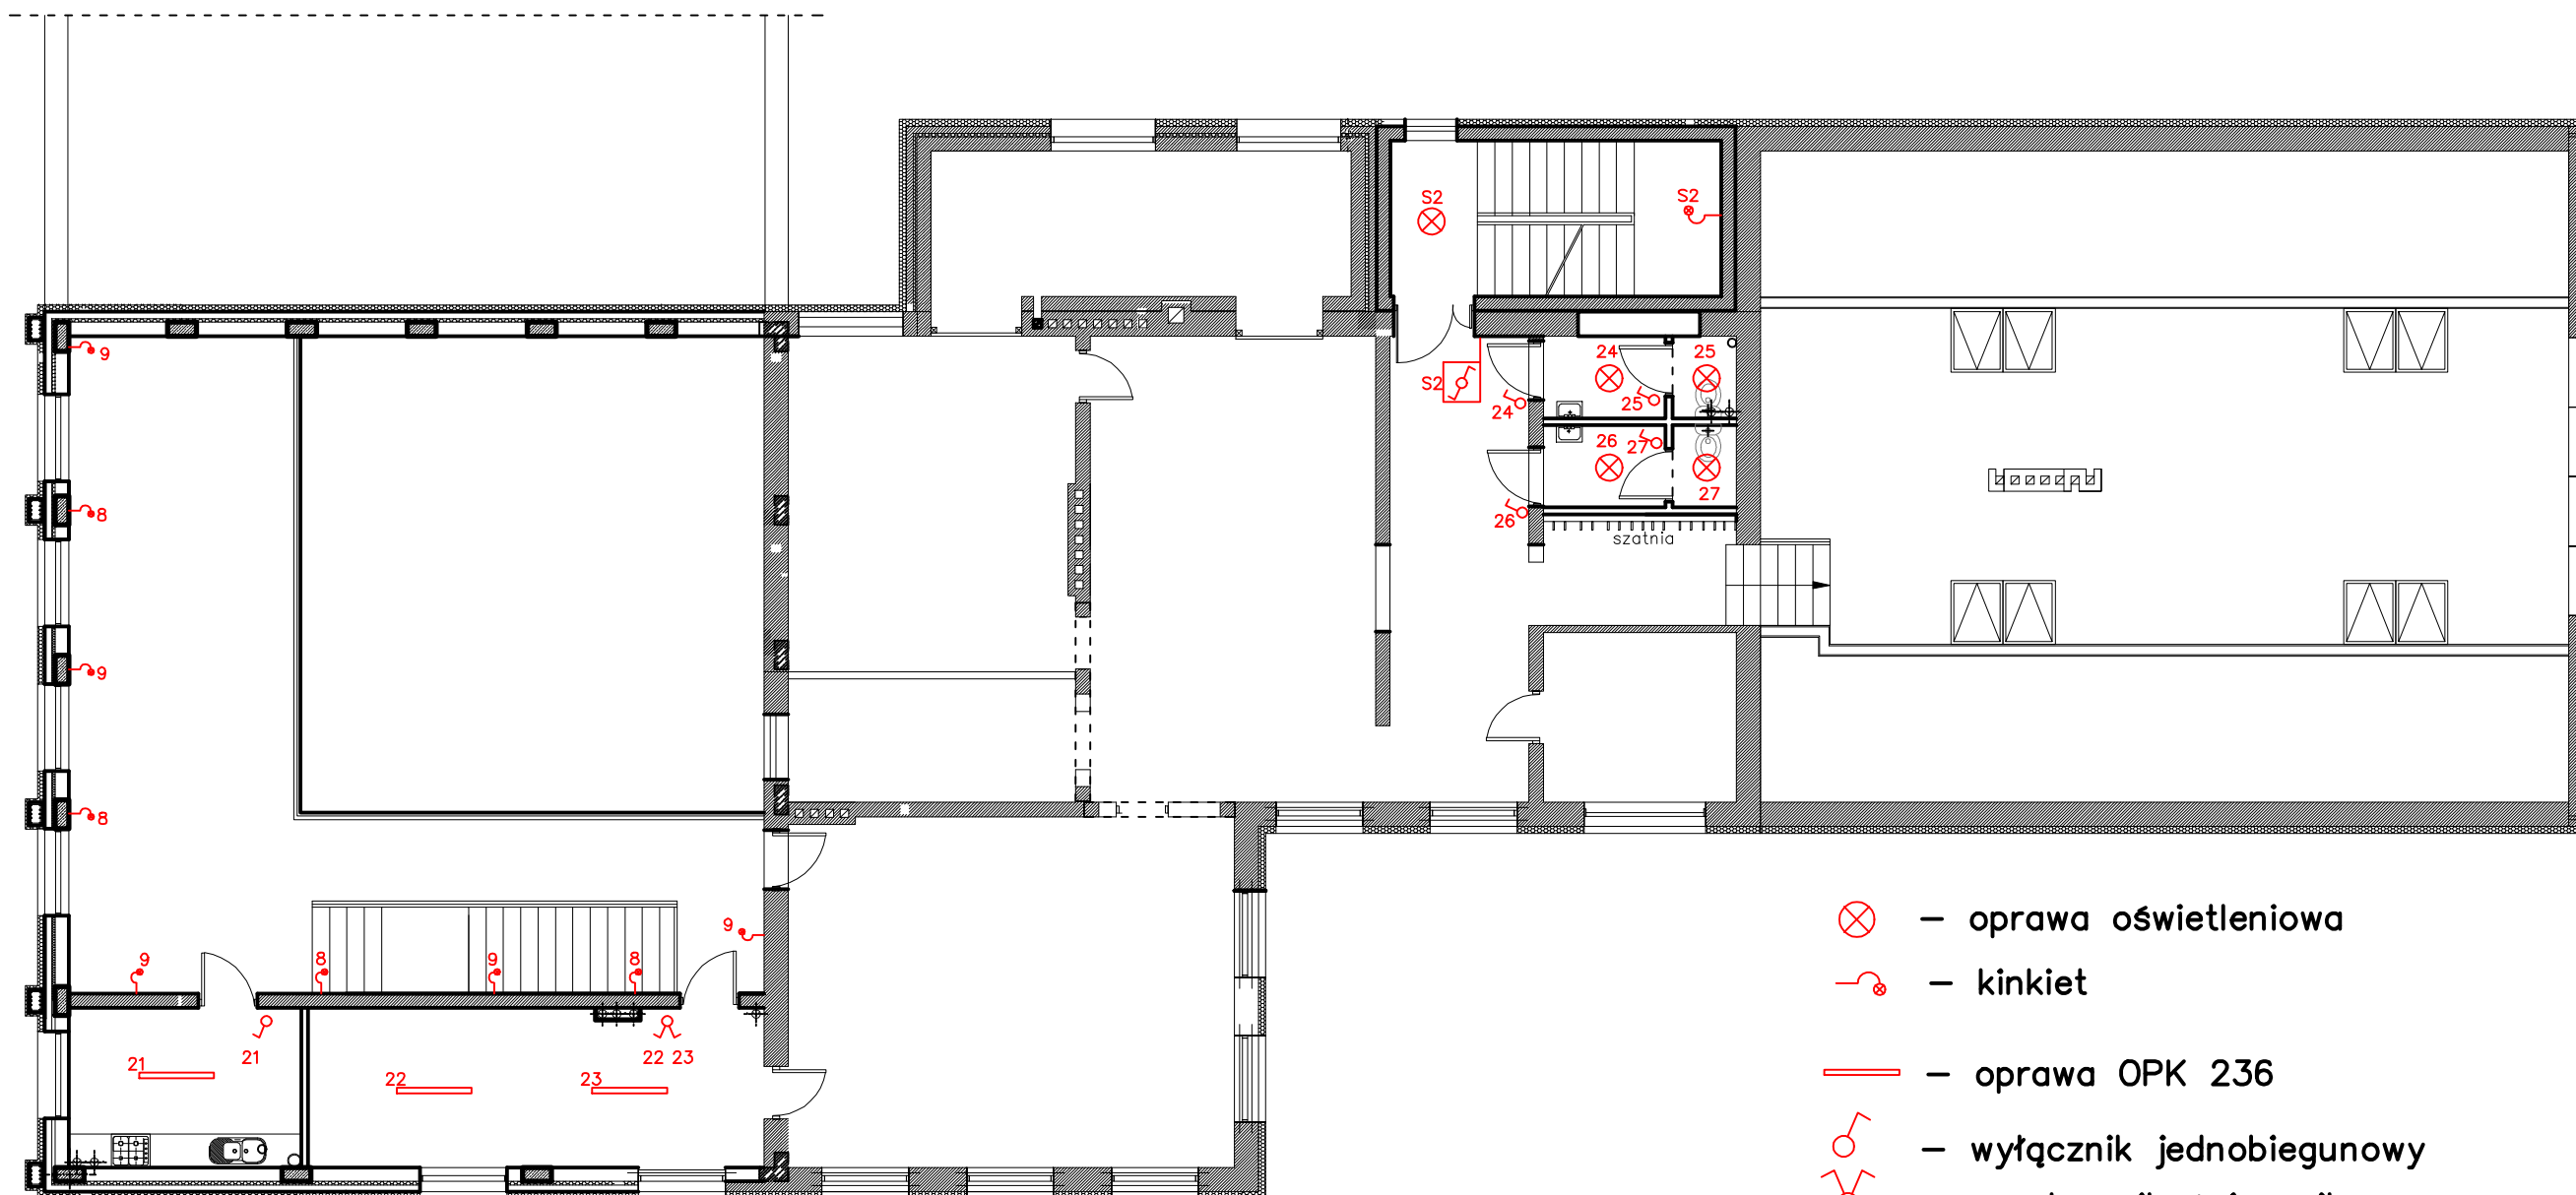 S2
S2
9
24
25
S2
24
25
26
27
8
27
26
szatnia
9
8
9
9
8
9
8
21
22 23
21
22
23
⊗ – oprawa oświetleniowa
– kinkiet
– oprawa OPK 236
– wyłącznik jednobiegunowy